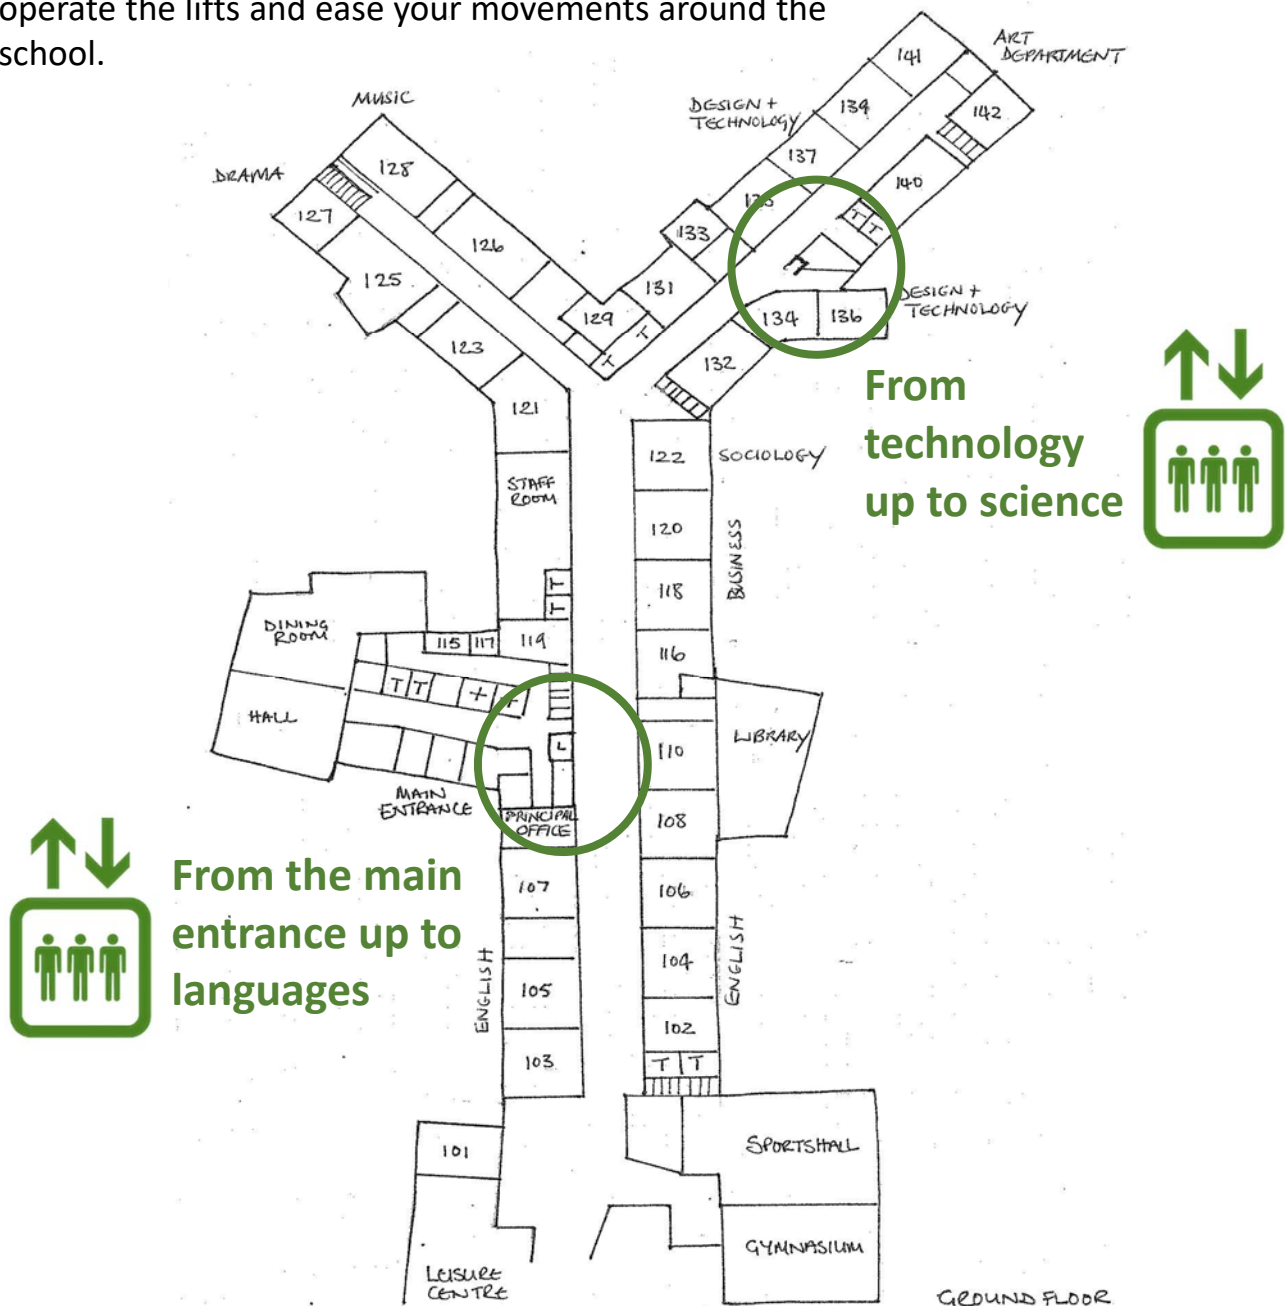 operate the lifts and ease your movements around the
school.
ART
DEPARTMENT
141
MUSIC
DESIGN +
TECHNOLOGY
139
142
137
128
DRAMA
140
135
T
T
127
133
126
125
131
DESIGN +
TECHNOLOGY
129
134
136
T
T
123
132
From
technology
up to science
121
122
SOCIOLOGY
STAFF
ROOM
120
BUSINESS
118
T
T
DINING
ROOM
115
117
119
116
T
T
HALL
L
110
LIBRARY
MAIN
ENTRANCE
PRINCIPAL
OFFICE
108
From the main
entrance up to
languages
107
106
ENGLISH
104
ENGLISH
105
102
103
T
T
101
SPORTSHALL
GYMNASIUM
LEISURE
CENTRE
GROUND FLOOR